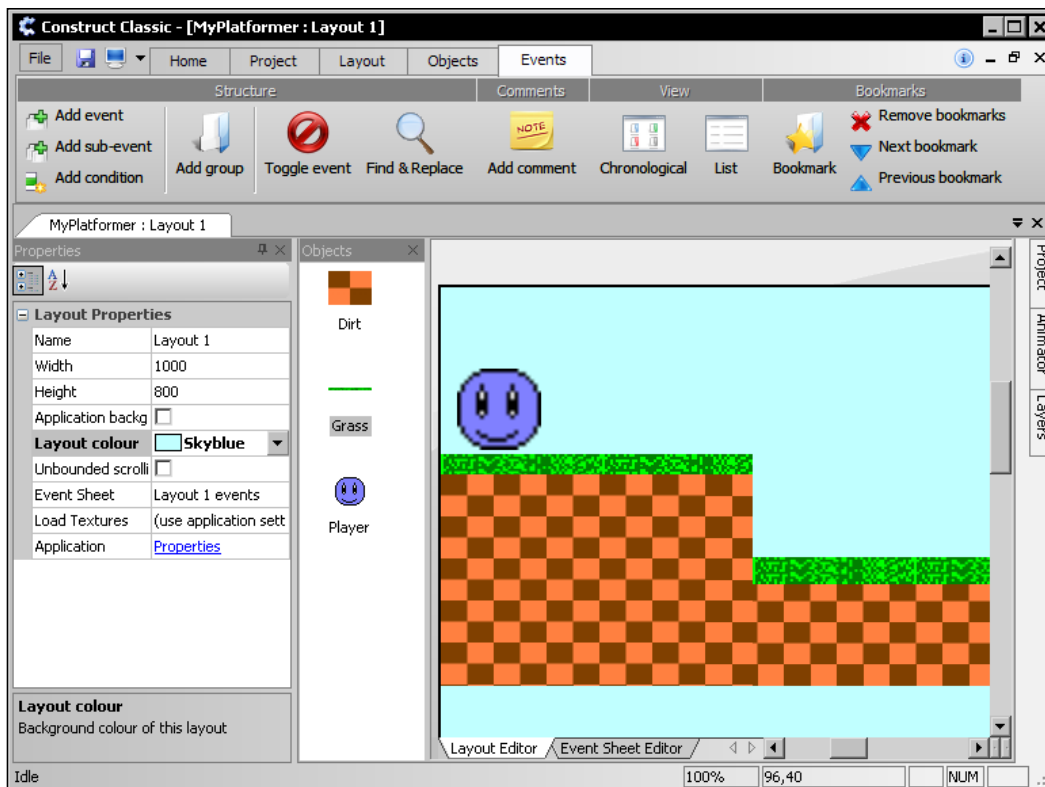 Construct Classic - [MyPlatformer : Layout 1]
File Home Project Layout Objects Events
Structure Comments View Bookmarks
Add event
Add sub-event
Add condition
Add group
Toggle event
Find & Replace
NOTE
Add comment
Chronological
List
Bookmark
Remove bookmarks
Next bookmark
Previous bookmark
MyPlatformer : Layout 1
Properties
A
Z
Layout Properties
Name Layout 1
Width 1000
Height 800
Application backg
Layout colour Skyblue
Unbounded scrolli
Event Sheet Layout 1 events
Load Textures (use application sett
Application Properties
Layout colour
Background colour of this layout
Objects
Dirt
Grass
Player
Project
Animator
Layers
Layout Editor Event Sheet Editor
Idle 100% 96,40 NUM